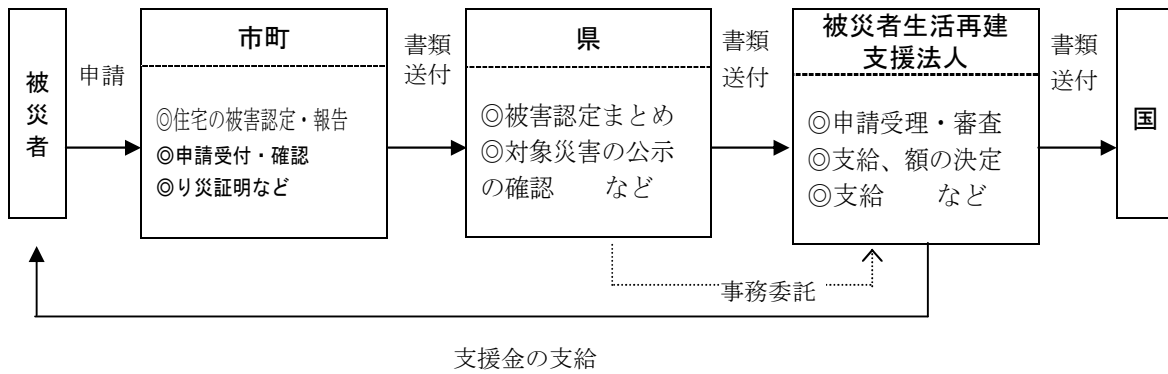 被災者
申請
市町
◎住宅の被害認定・報告
◎申請受付・確認
◎り災証明など
書類
送付
県
◎被害認定まとめ
◎対象災害の公示
の確認　　など
書類
送付
被災者生活再建
支援法人
◎申請受理・審査
◎支給、額の決定
◎支給　　など
書類
送付
国
事務委託
支援金の支給